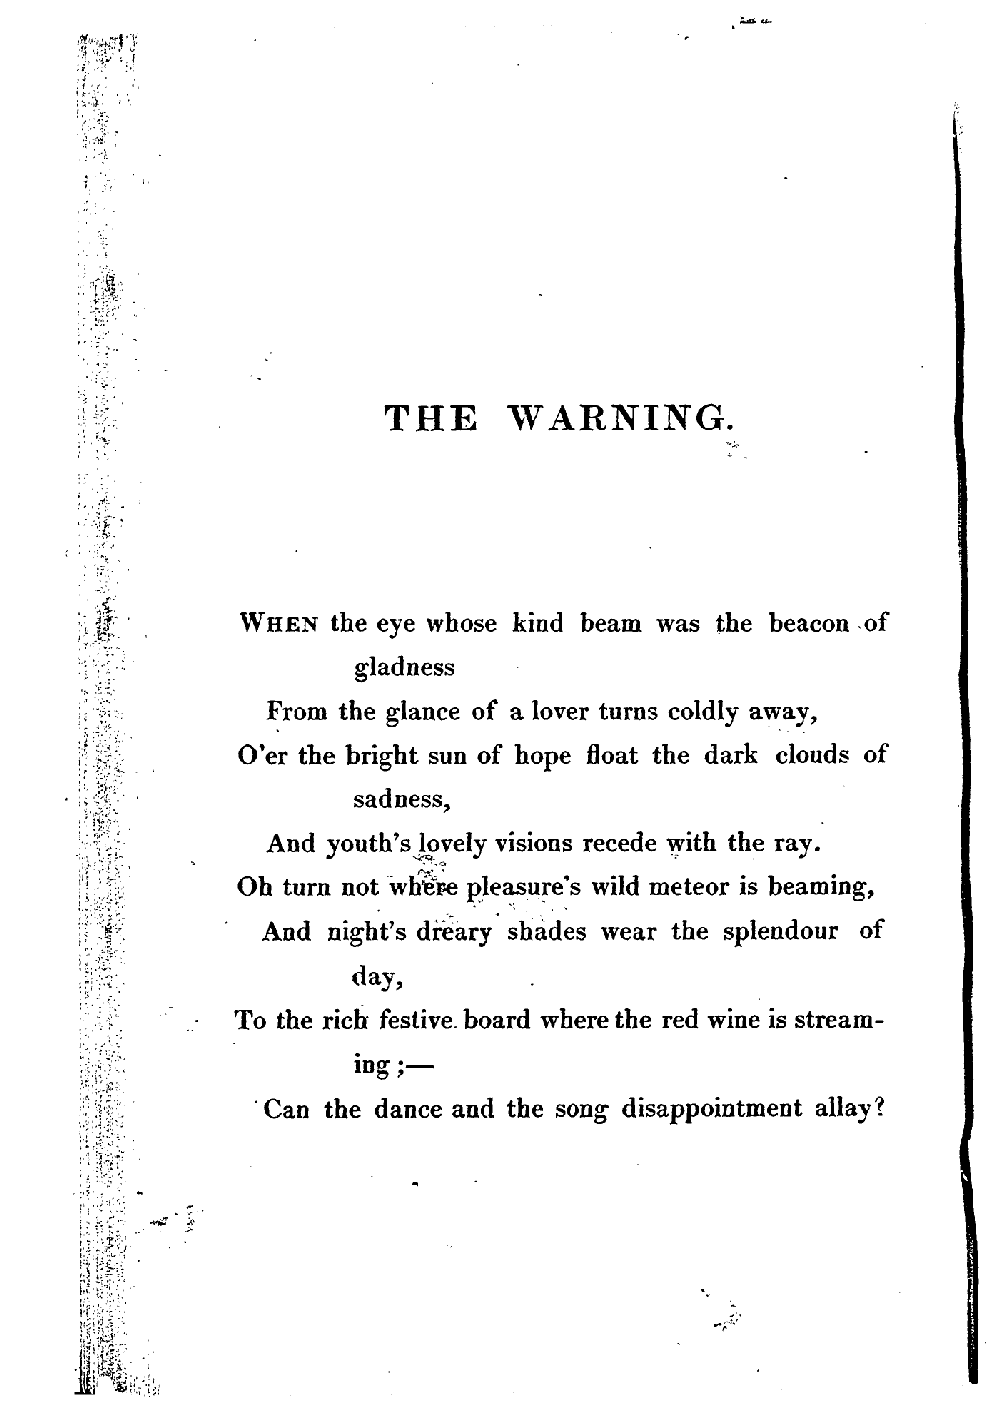 THE WARNING.
WHEN the eye whose kind beam was the beacon of
gladness
From the glance of a lover turns coldly away,
O'er the bright sun of hope float the dark clouds of
sadness,
And youth's lovely visions recede with the ray.
Oh turn not where pleasure's wild meteor is beaming,
And night's dreary shades wear the splendour of
day,
To the rich festive board where the red wine is stream-
ing ;—
Can the dance and the song disappointment allay?